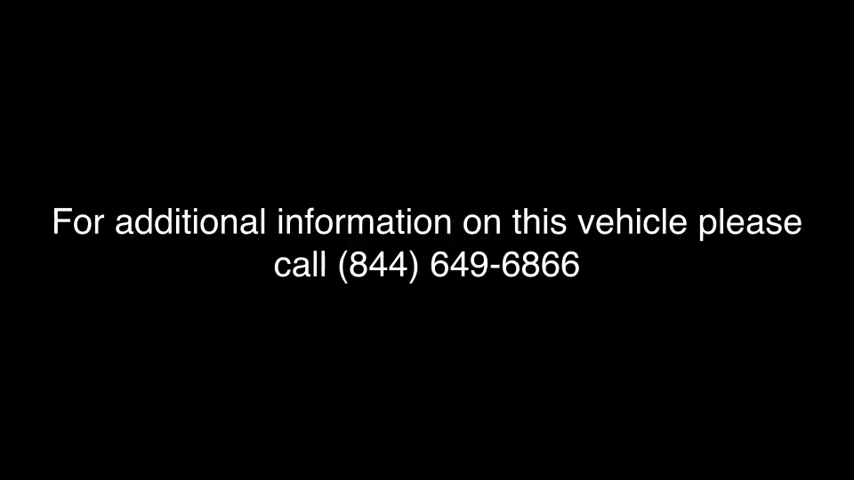 For additional information on this vehicle please
call (844) 649-6866